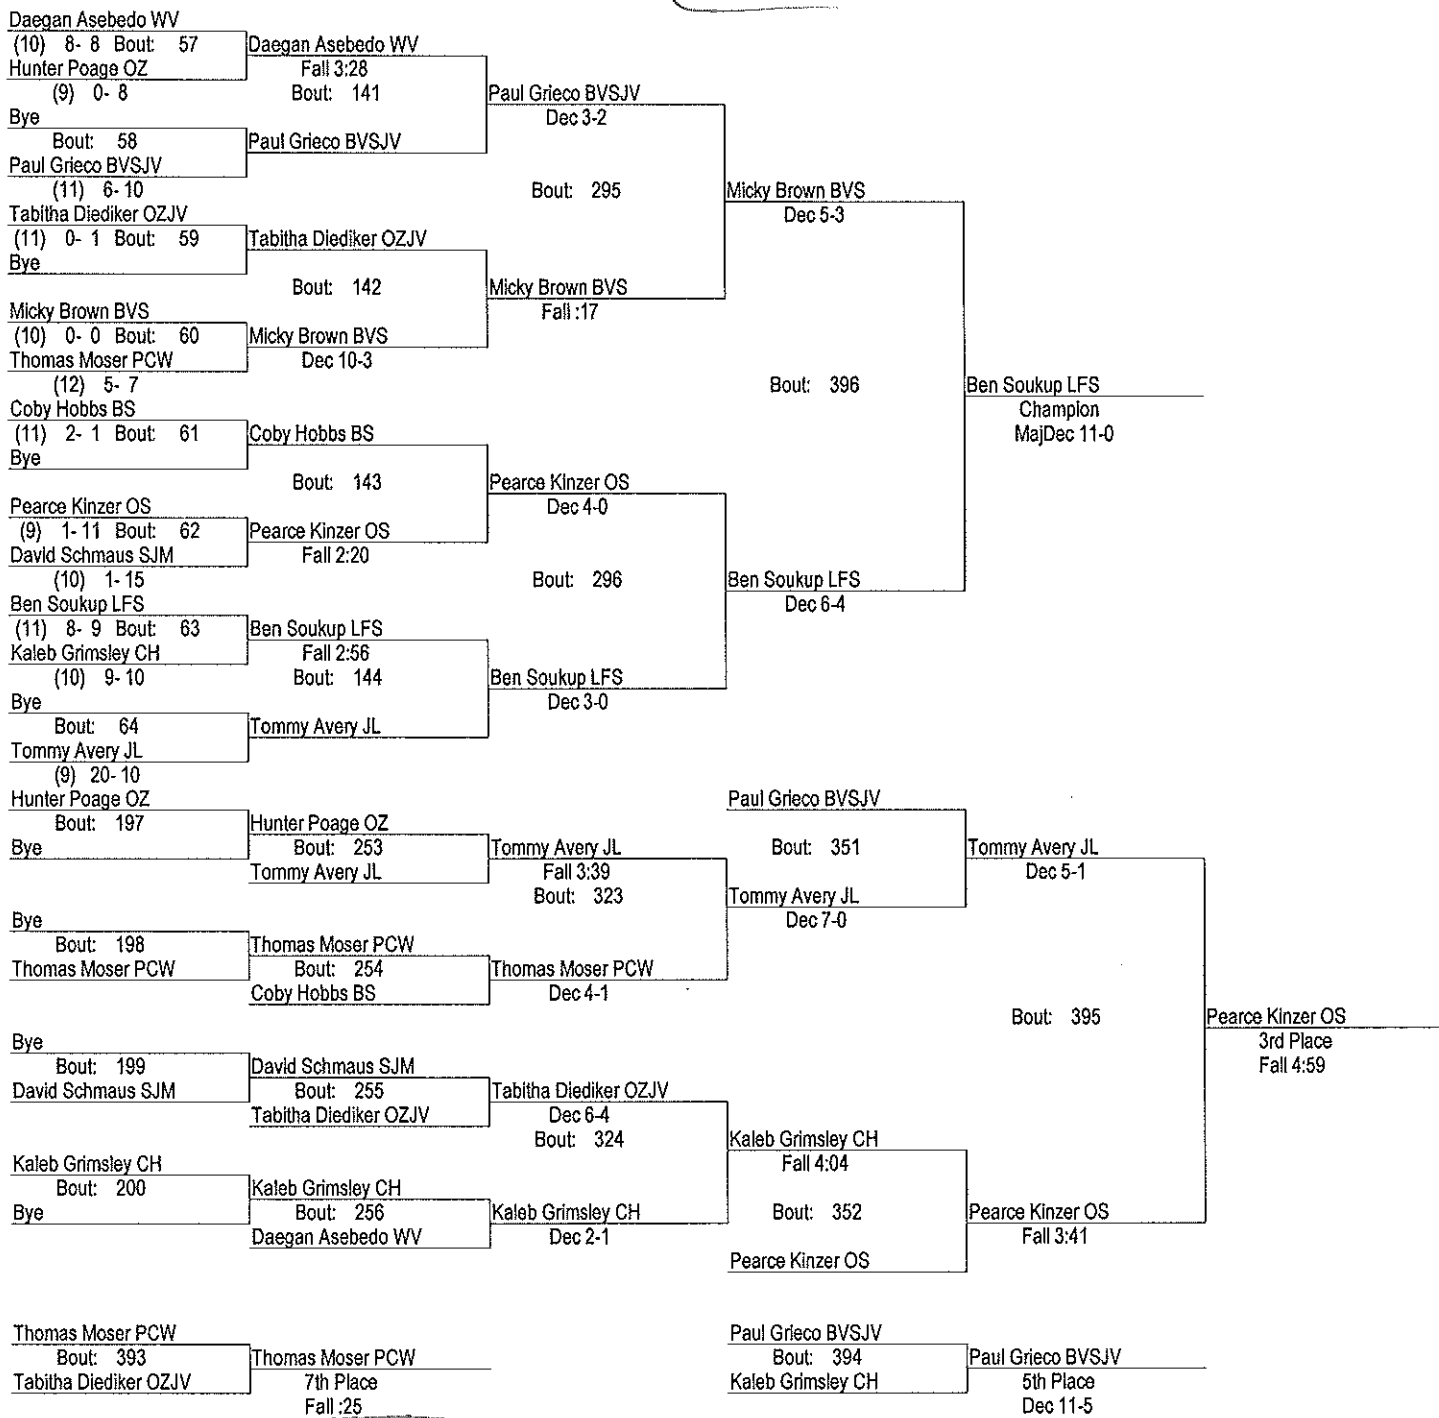 Daegan Asebedo WV
(10) 8- 8 Bout: 57
Hunter Poage OZ
(9) 0- 8
Bye
Bout: 58
Paul Grieco BVSJV
(11) 6- 10
Tabitha Diediker OZJV
(11) 0- 1 Bout: 59
Bye
Micky Brown BVS
(10) 0- 0 Bout: 60
Thomas Moser PCW
(12) 5- 7
Coby Hobbs BS
(11) 2- 1 Bout: 61
Bye
Pearce Kinzer OS
(9) 1- 11 Bout: 62
David Schmaus SJM
(10) 1- 15
Ben Soukup LFS
(11) 8- 9 Bout: 63
Kaleb Grimsley CH
(10) 9- 10
Bye
Bout: 64
Tommy Avery JL
(9) 20- 10
Daegan Asebedo WV
Fall 3:28
Bout: 141
Paul Grieco BVSJV
Tabitha Diediker OZJV
Bout: 142
Micky Brown BVS
Dec 10-3
Coby Hobbs BS
Bout: 143
Pearce Kinzer OS
Fall 2:20
Ben Soukup LFS
Fall 2:56
Bout: 144
Tommy Avery JL
Paul Grieco BVSJV
Dec 3-2
Bout: 295
Micky Brown BVS
Fall :17
Pearce Kinzer OS
Dec 4-0
Bout: 296
Ben Soukup LFS
Dec 3-0
Micky Brown BVS
Dec 5-3
Bout: 396
Ben Soukup LFS
Dec 6-4
Ben Soukup LFS
Champion
MajDec 11-0
Hunter Poage OZ
Bout: 197
Bye
Bye
Bout: 198
Thomas Moser PCW
Bye
Bout: 199
David Schmaus SJM
Kaleb Grimsley CH
Bout: 200
Bye
Hunter Poage OZ
Bout: 253
Tommy Avery JL
Thomas Moser PCW
Bout: 254
Coby Hobbs BS
David Schmaus SJM
Bout: 255
Tabitha Diediker OZJV
Kaleb Grimsley CH
Bout: 256
Daegan Asebedo WV
Tommy Avery JL
Fall 3:39
Bout: 323
Thomas Moser PCW
Dec 4-1
Tabitha Diediker OZJV
Dec 6-4
Bout: 324
Kaleb Grimsley CH
Dec 2-1
Paul Grieco BVSJV
Bout: 351
Tommy Avery JL
Dec 7-0
Kaleb Grimsley CH
Fall 4:04
Bout: 352
Pearce Kinzer OS
Tommy Avery JL
Dec 5-1
Bout: 395
Pearce Kinzer OS
Fall 3:41
Pearce Kinzer OS
3rd Place
Fall 4:59
Thomas Moser PCW
Bout: 393
Tabitha Diediker OZJV
Thomas Moser PCW
7th Place
Fall :25
Paul Grieco BVSJV
Bout: 394
Kaleb Grimsley CH
Paul Grieco BVSJV
5th Place
Dec 11-5